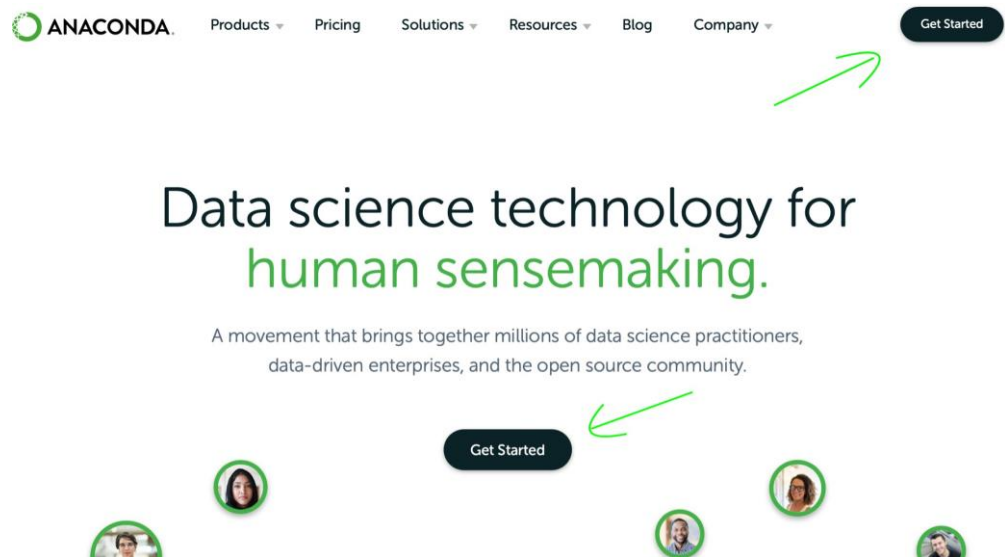 ANACONDA.
Products
Pricing
Solutions
Resources
Blog
Company
Get Started
Data science technology for
human sensemaking.
A movement that brings together millions of data science practitioners,
data-driven enterprises, and the open source community.
Get Started